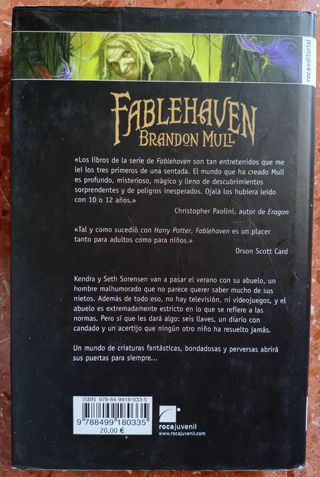 rocaeditorial
FABLEHAVEN
BRANDON MULL
«Los libros de la serie de Fablehaven son tan entretenidos que me
leí los tres primeros de una sentada. El mundo que ha creado Mull
es profundo, misterioso, mágico y lleno de descubrimientos
sorprendentes y de peligros inesperados. Ojalá los hubiera leído
con 10 o 12 años.»
Christopher Paolini, autor de Eragon
«Tal y como sucedió con Harry Potter, Fablehaven es un placer
tanto para adultos como para niños.»
Orson Scott Card
Kendra y Seth Sorensen van a pasar el verano con su abuelo, un
hombre malhumorado que no parece querer saber mucho de sus
nietos. Además de todo eso, no hay televisión, ni videojuegos, y el
abuelo es extremadamente estricto en lo que se refiere a las
normas. Pero sí que les dará algo: seis llaves, un diario con
candado y un acertijo que ningún otro niño ha resuelto jamás.
Un mundo de criaturas fantásticas, bondadosas y perversas abrirá
sus puertas para siempre...
ISBN 978-84-9918-033-5
9 788499 180335
20,00 €
rocajuvenil
www.rocajuvenil.com